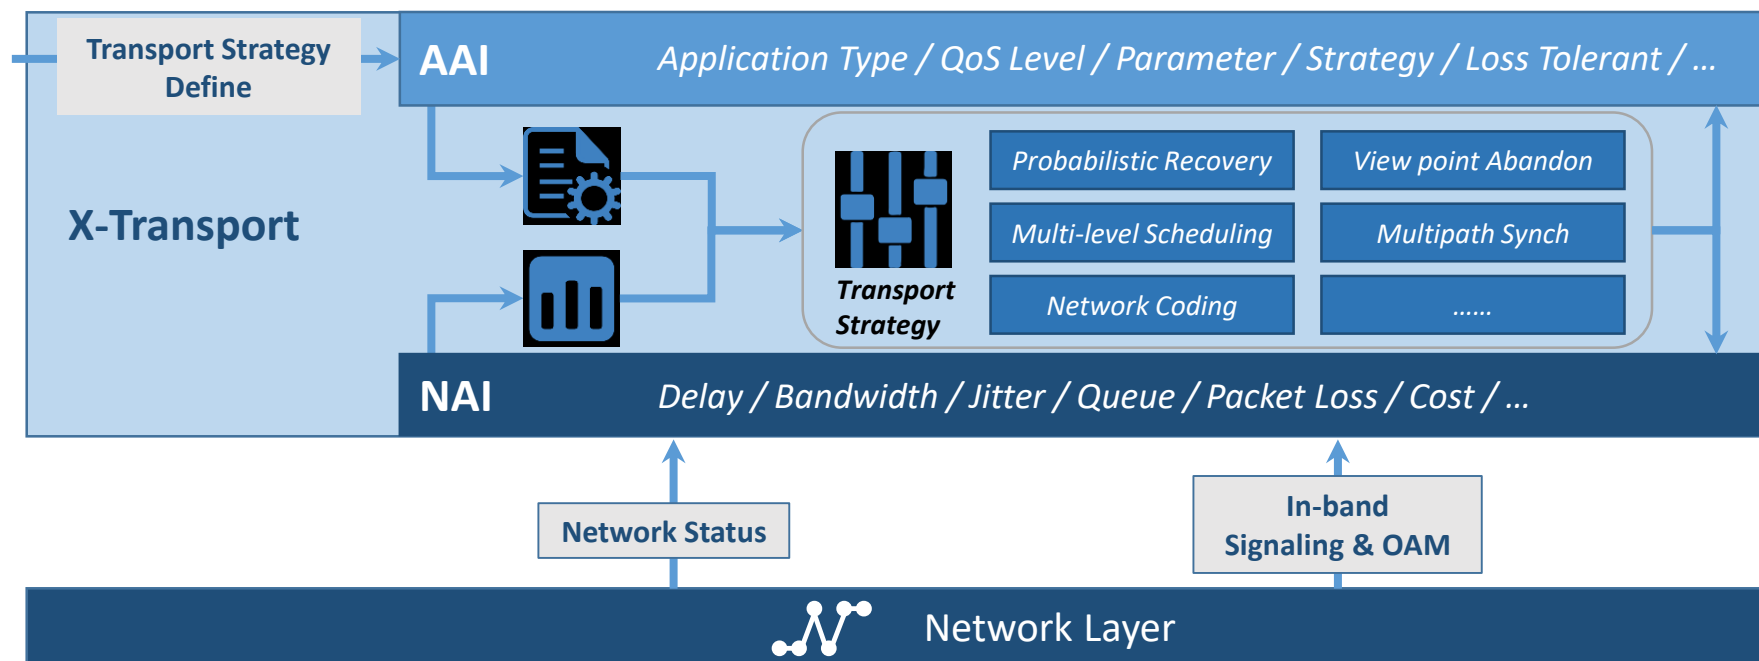 Transport Strategy
Define
AAI
Application Type / QoS Level / Parameter / Strategy / Loss Tolerant / ...
X-Transport
Transport
Strategy
Probabilistic Recovery
View point Abandon
Multi-level Scheduling
Multipath Synch
Network Coding
......
NAI
Delay / Bandwidth / Jitter / Queue / Packet Loss / Cost / ...
Network Status
In-band
Signaling & OAM
Network Layer